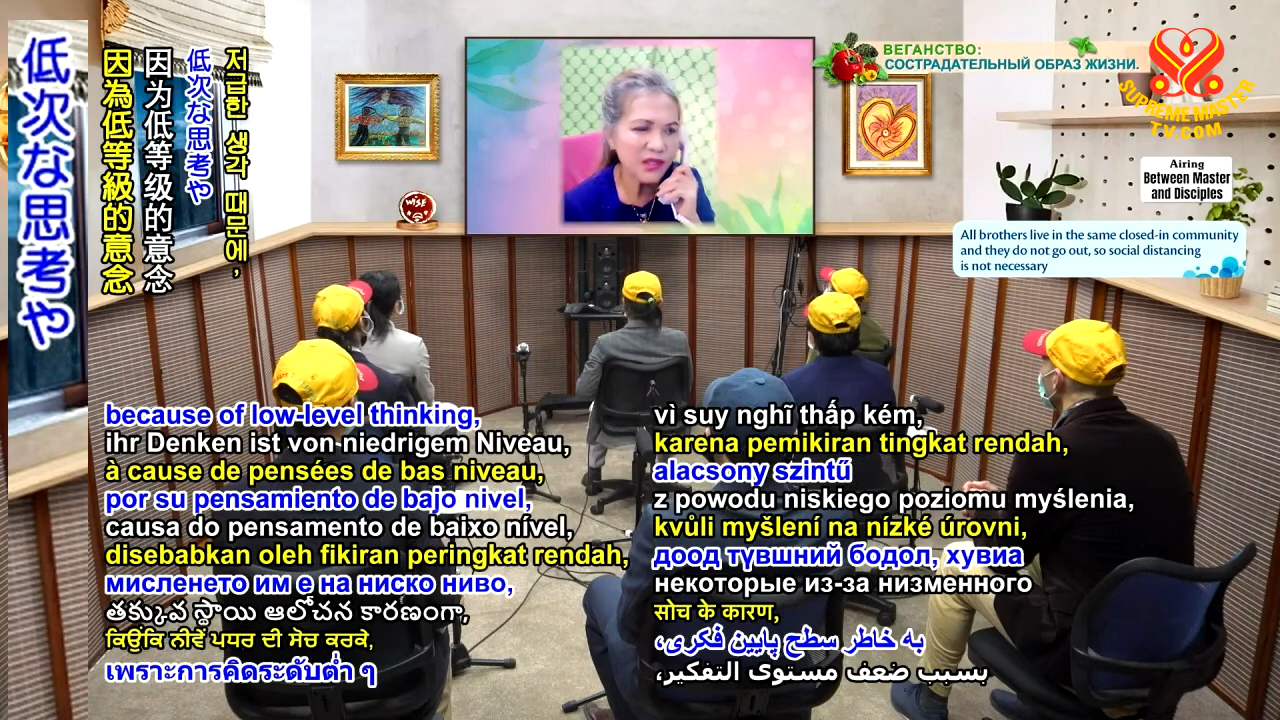 低次な思考や
因為低等級的意念
因为低等级的意念
低次な思考や
저급한 생각 때문에,
WISE
ВЕГАНСТВО:
СОСТРАДАТЕЛЬНЫЙ ОБРАЗ ЖИЗНИ.
SUPREME MASTER
TV.COM
Airing
Between Master
and Disciples
All brothers live in the same closed-in community
and they do not go out, so social distancing
is not necessary
because of low-level thinking,
ihr Denken ist von niedrigem Niveau,
à cause de pensées de bas niveau,
por su pensamiento de bajo nivel,
causa do pensamento de baixo nível,
disebabkan oleh fikiran peringkat rendah,
мисленето им е на ниско ниво,
తక్కువ స్థాయి ఆలోచన కారణంగా,
ਕਿਉਂਕਿ ਨੀਵੇਂ ਪਧਰ ਦੀ ਸੋਚ ਕਰਕੇ,
เพราะการคิดระดับต่ำ ๆ
vì suy nghĩ thấp kém,
karena pemikiran tingkat rendah,
alacsony szintű
z powodu niskiego poziomu myślenia,
kvůli myšlení na nízké úrovni,
доод түвшний бодол, хувиа
некоторые из-за низменного
सोच के कारण,
به خاطر سطح پایین فکری،
بسبب ضعف مستوى التفكير،